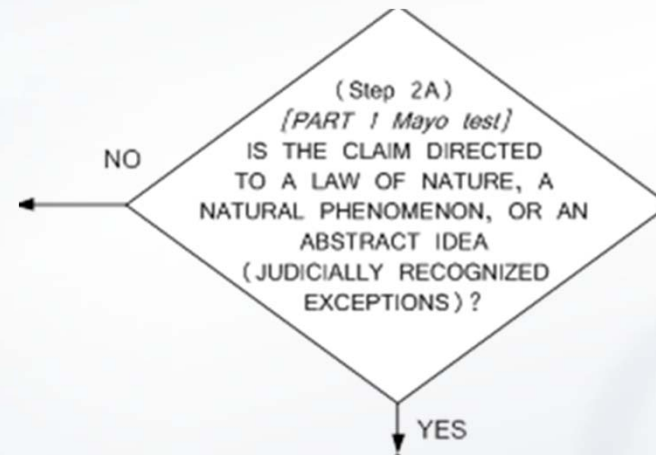 (Step 2A)
[PART 1 Mayo test]
NO
IS THE CLAIM DIRECTED
TO A LAW OF NATURE, A
NATURAL PHENOMENON, OR AN
ABSTRACT IDEA
(JUDICIALLY RECOGNIZED
EXCEPTIONS)?
YES